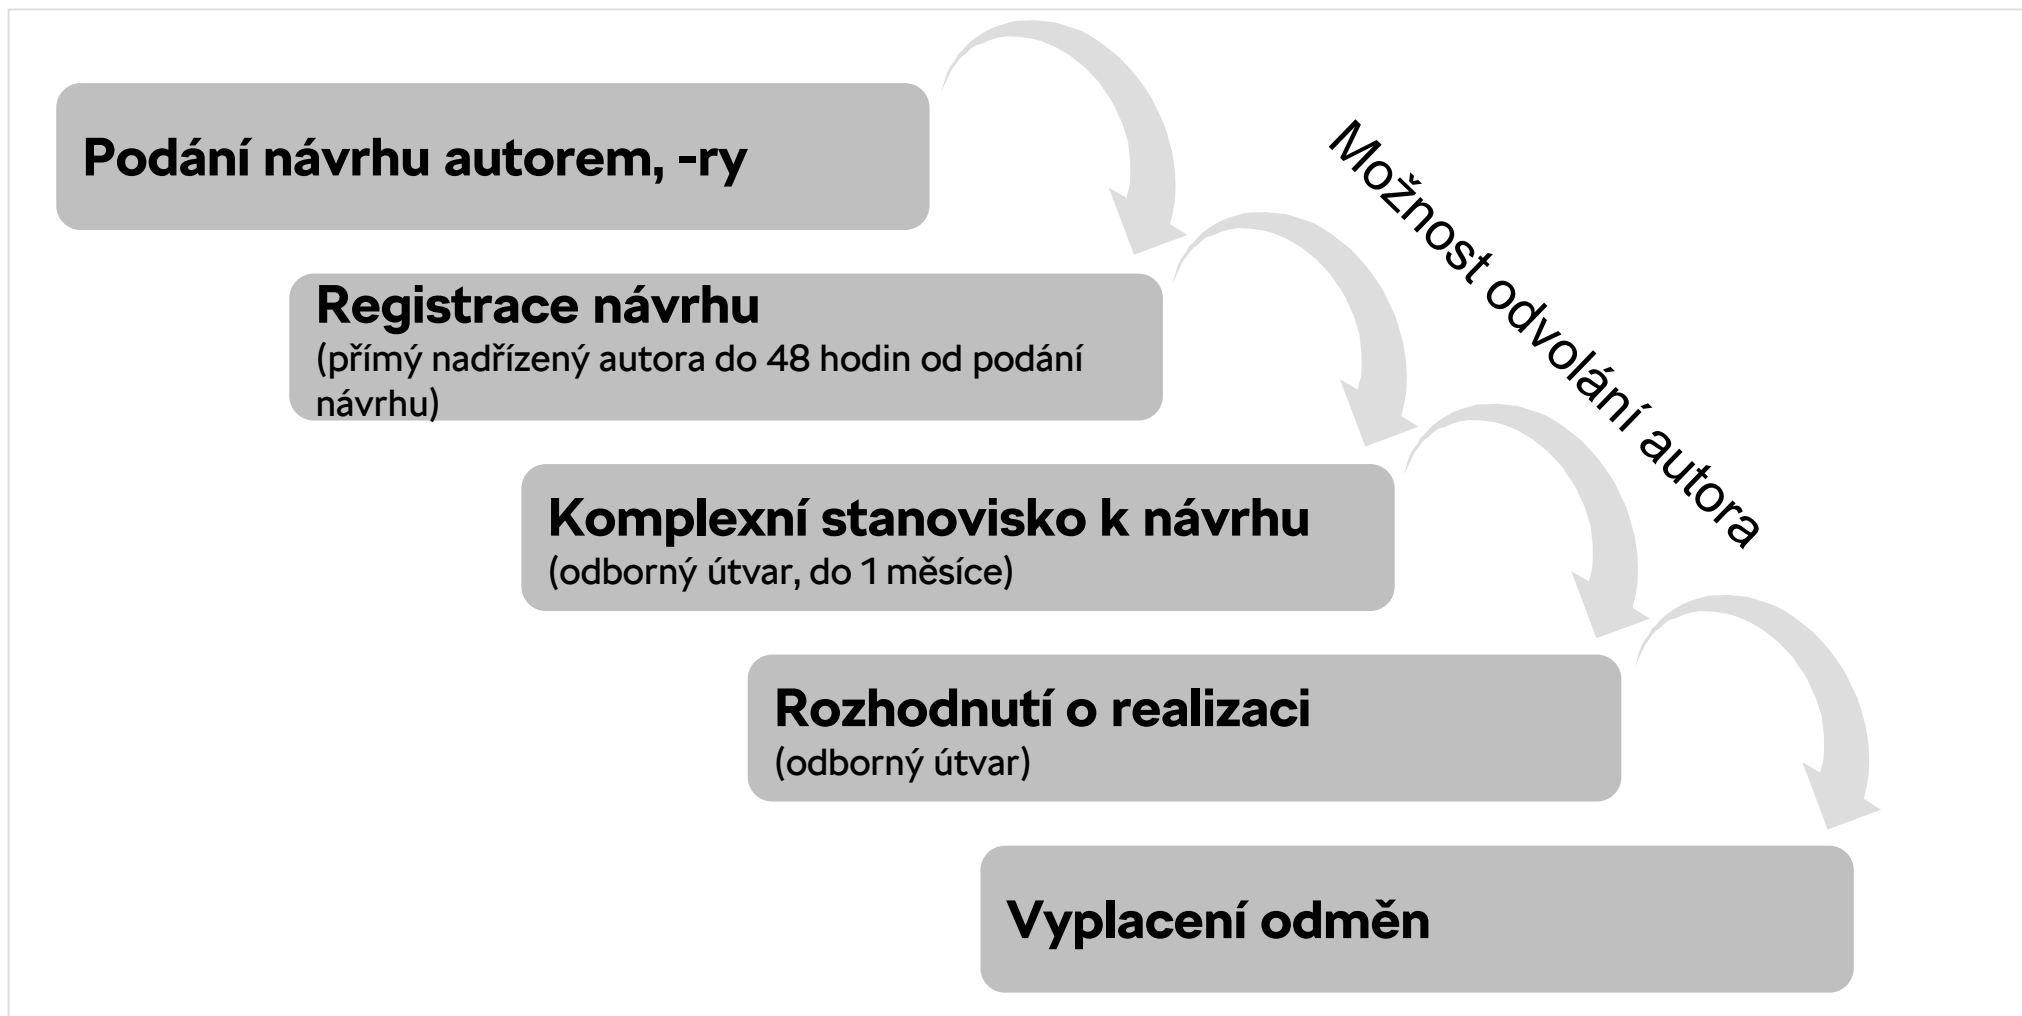 Podání návrhu autorem, -ry
Možnost odvolání autora
Registrace návrhu
(přímý nadřízený autora do 48 hodin od podání
návrhu)
Komplexní stanovisko k návrhu
(odborný útvar, do 1 měsíce)
Rozhodnutí o realizaci
(odborný útvar)
Vyplacení odměn